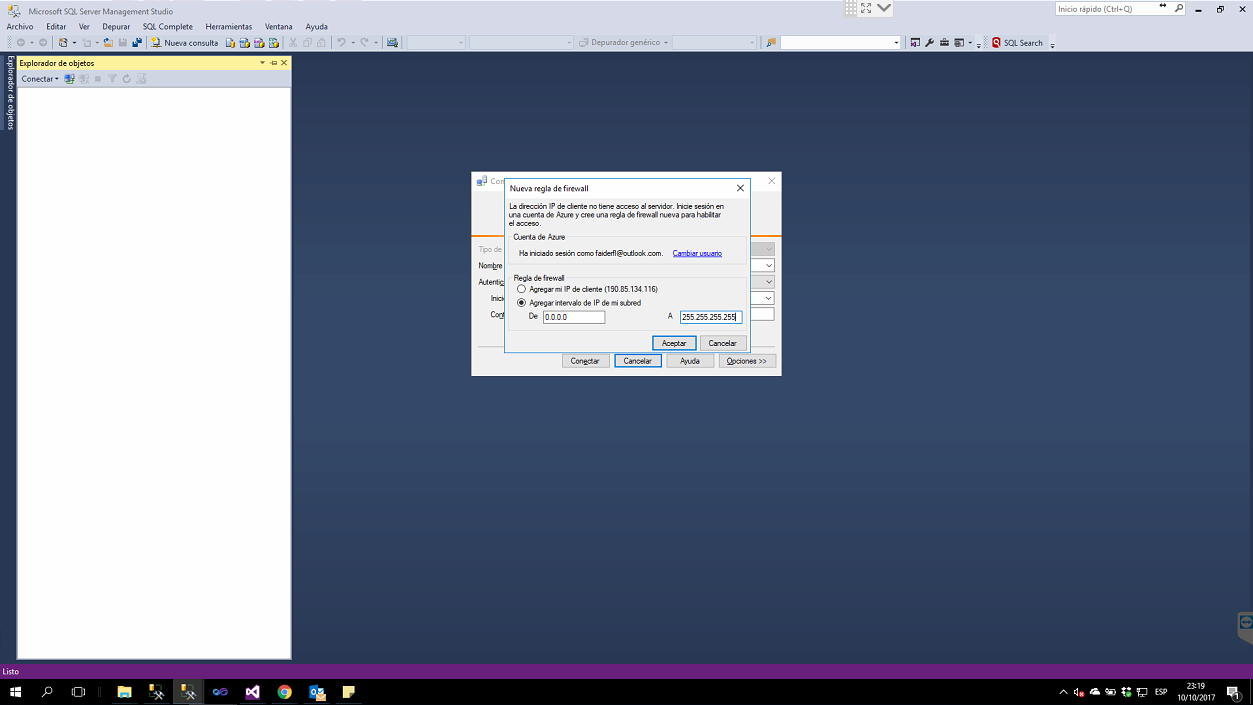 Microsoft SQL Server Management Studio
Inicio rápido (Ctrl+Q)
Archivo Editar Ver Depurar SQL Complete Herramientas Ventana Ayuda
Nueva consulta
Depurador genérico
SQL Search
Explorador de objetos
Explorador de objetos
Conectar
Nueva regla de firewall
La dirección IP de cliente no tiene acceso al servidor. Inicie sesión en
una cuenta de Azure y cree una regla de firewall nueva para habilitar
el acceso.
Cuenta de Azure
Ha iniciado sesión como faiderfl@outlook.com. Cambiar usuario
Tipo de
Nombre
Regla de firewall
Agregar mi IP de cliente (190.85.134.116)
Agregar intervalo de IP de mi subred
De 0.0.0.0 A 255.255.255.255
Aceptar Cancelar
Conectar Cancelar Ayuda Opciones >>
Listo
ESP
23:19
10/10/2017
1